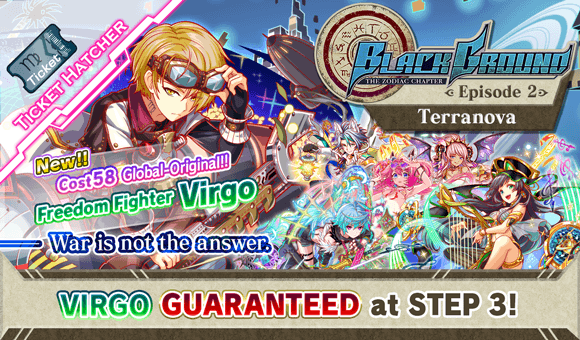 Ticket
TICKET HATCHER
BLACK GROUND
THE ZODIAC CHAPTER
Episode 2
Terranova
New!!
Cost58 Global-Original!!
Freedom Fighter Virgo
War is not the answer.
VIRGO GUARANTEED at STEP 3!